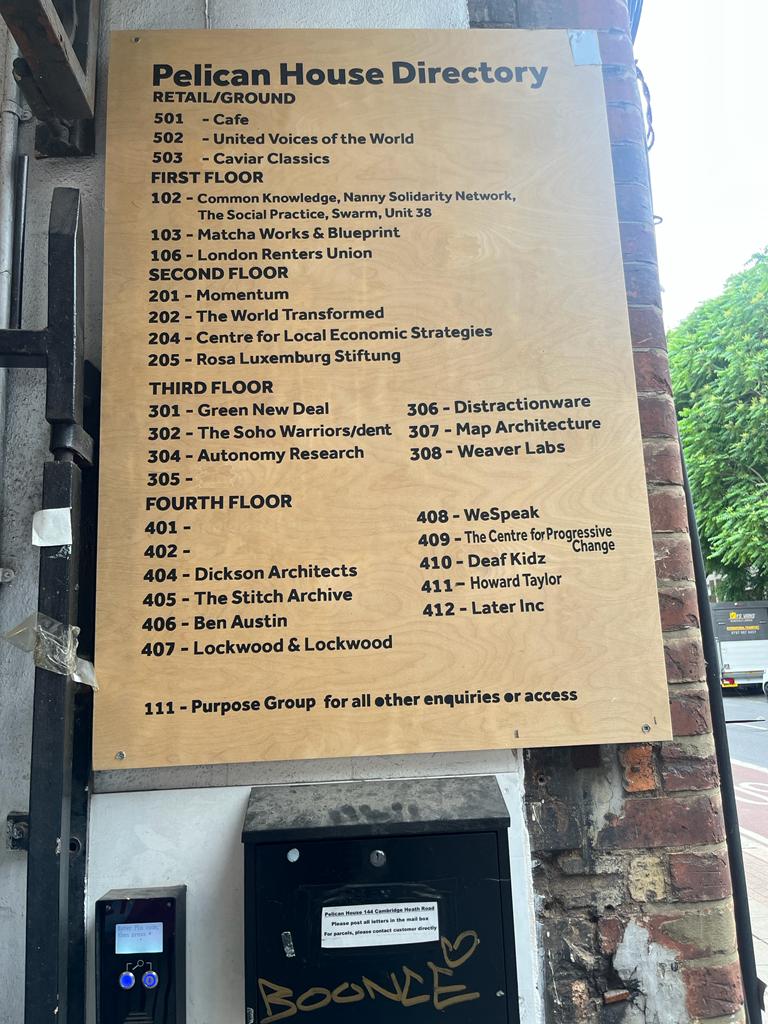 Pelican House Directory
RETAIL/GROUND
501 - Cafe
502 - United Voices of the World
503 - Caviar Classics
FIRST FLOOR
102 - Common Knowledge, Nanny Solidarity Network,
The Social Practice, Swarm, Unit 38
103 - Matcha Works & Blueprint
106 - London Renters Union
SECOND FLOOR
201 - Momentum
202 - The World Transformed
204 - Centre for Local Economic Strategies
205 - Rosa Luxemburg Stiftung
THIRD FLOOR
301 - Green New Deal
302 - The Soho Warriors/dent
304 - Autonomy Research
305 -
306 - Distractionware
307 - Map Architecture
308 - Weaver Labs
FOURTH FLOOR
401 -
402 -
404 - Dickson Architects
405 - The Stitch Archive
406 - Ben Austin
407 - Lockwood & Lockwood
408 - WeSpeak
409 - The Centre for Progressive
Change
410 - Deaf Kidz
411 - Howard Taylor
412 - Later Inc
111 - Purpose Group for all other enquiries or access
Pelican House 144 Cambridge Heath Road
Please post all letters in the mail box
For parcels, please contact customer directly
Enter Pin code,
then press *
BOUNCE